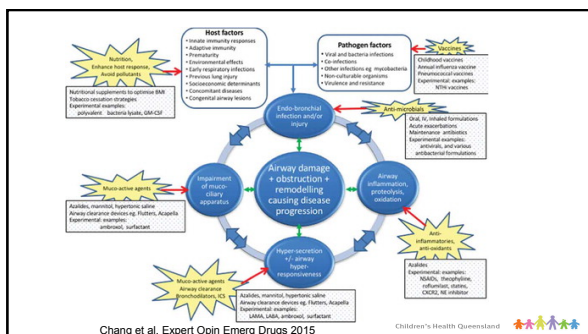 Host factors
• Innate immunity responses
• Adaptive immunity
• Prematurity
• Environmental effects
• Early respiratory infections
• Previous lung injury
• Socioeconomic determinants
• Concomitant diseases
• Congenital airway lesions
Pathogen factors
• Viral and bacteria infections
• Co-infections
• Other infections eg mycobacteria
• Non-culturable organisms
• Virulence and resistance
Vaccines
Childhood vaccines
Annual influenza vaccine
Pneumococcal vaccines
Experimental: examples:
NTHi vaccines
Nutrition,
Enhance host response,
Avoid pollutants
Nutritional supplements to optimise BMI
Tobacco cessation strategies
Experimental examples:
polyvalent bacteria lysate, GM-CSF
Endo-bronchial
infection and/or
injury
Anti-microbials
Oral, IV, inhaled formulations
Acute exacerbations
Maintenance antibiotics
Experimental: examples:
antivirals, and various
antibacterial formulations
Muco-active agents
Azalides, mannitol, hypertonic saline
Airway clearance devices eg. Flutters, Acapella
Experimental: examples:
ambroxol, surfactant
Impairment
of muco-
ciliary
apparatus
Airway damage
+ obstruction +
remodelling
causing disease
progression
Airway
inflammation,
proteolysis,
oxidation
Anti-
inflammatories,
anti-oxidants
Azalides
Experimental: examples:
NSAIDs, theophylline,
roflumilast, statins,
CXCR2, NE inhibitor
Hyper-secretion
+/- airway
hyper-
responsiveness
Muco-active agents
Airway clearance
Bronchodilators, ICS
Azalides, mannitol, hypertonic saline
Airway clearance devices eg. Flutters, Acapella
Experimental: examples:
LAMA, LABA, ambroxol, surfactant
Chang et al. Expert Opin Emerg Drugs 2015
Children's Health Queensland